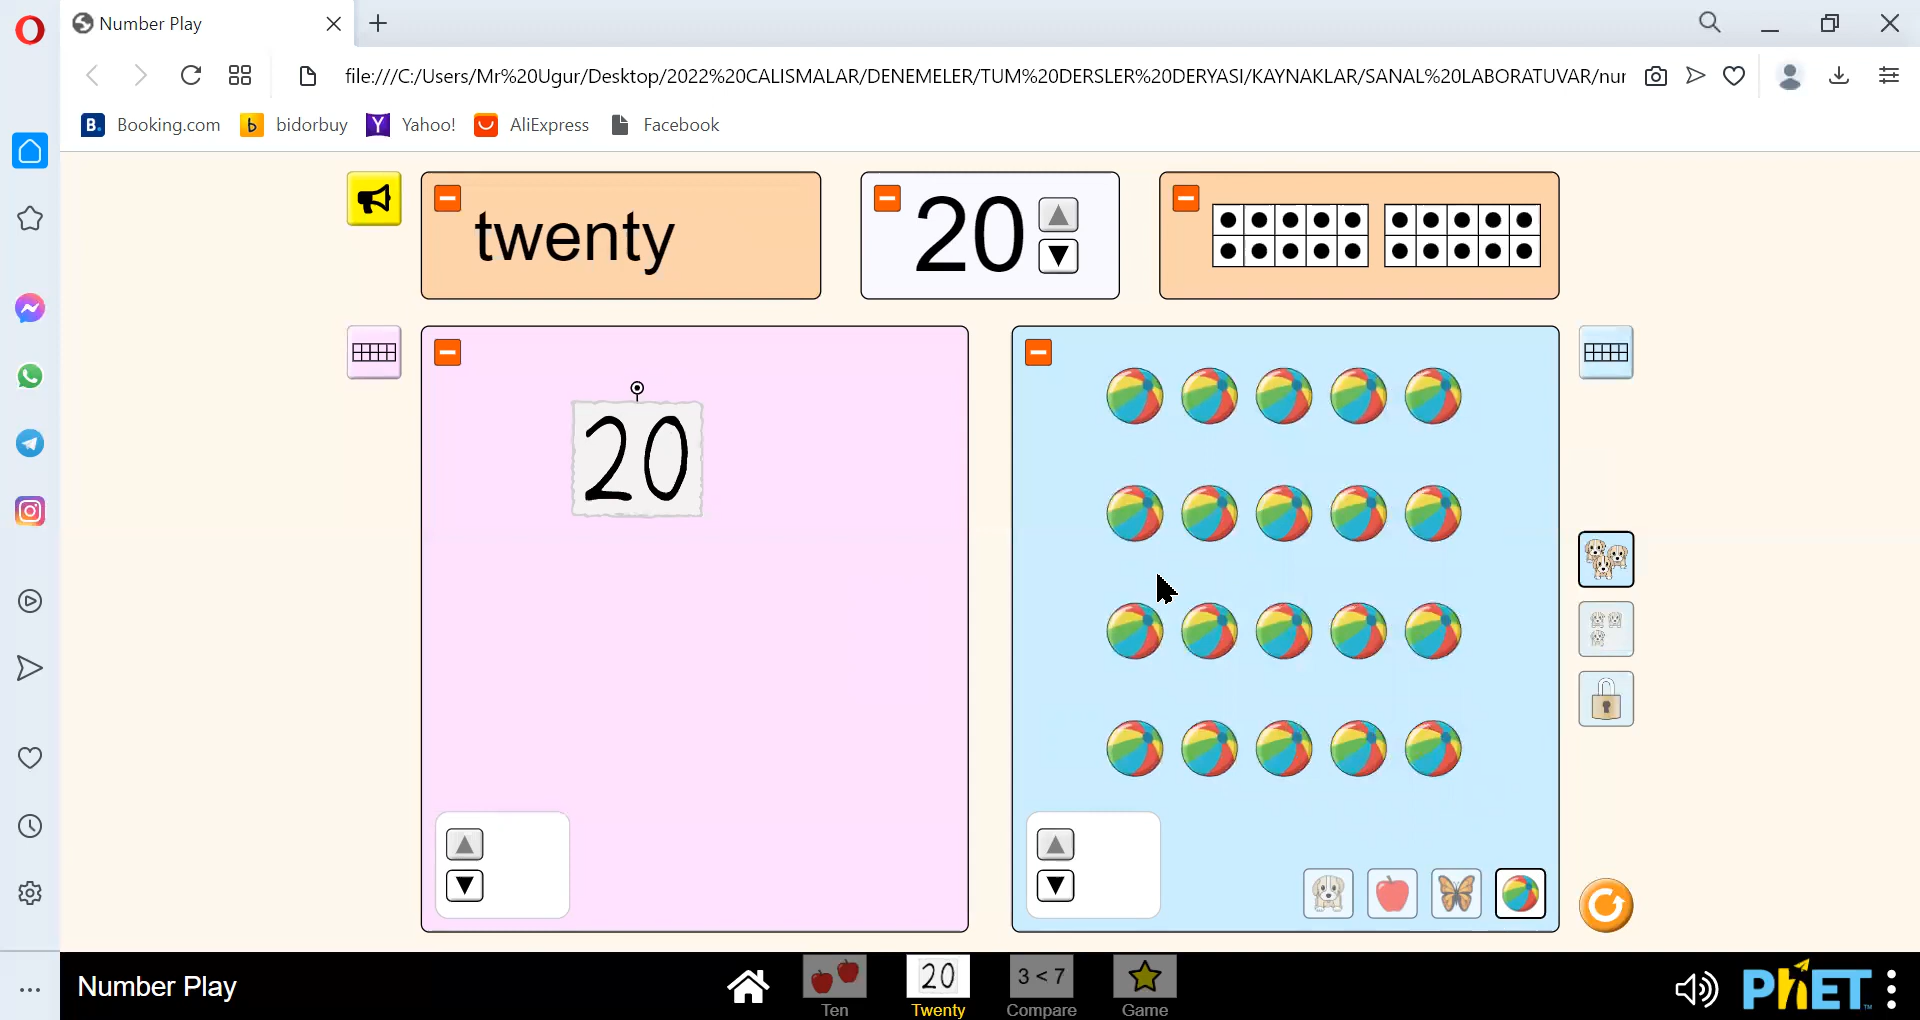 Number Play
file:///C:/Users/Mr%20Ugur/Desktop/2022%20CALISMALAR/DENEMELER/TUM%20DERSLER%20DERYASI/KAYNAKLAR/SANAL%20LABORATUVAR/nur
B. Booking.com b bidorbuy Y Yahoo! AliExpress Facebook
twenty
20
20
Number Play
20
3 < 7
Ten
Twenty
Compare
Game
PhET™